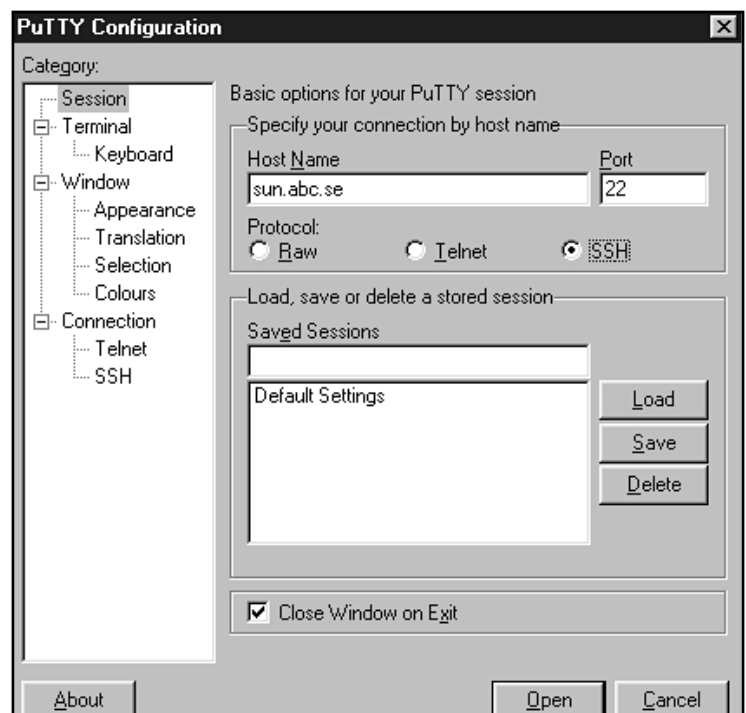 PuTTY Configuration
Category:
Session
Terminal
Keyboard
Window
Appearance
Translation
Selection
Colours
Connection
Telnet
SSH
Basic options for your PuTTY session
Specify your connection by host name
Host Name Port
sun.abc.se 22
Protocol:
Raw Telnet SSH
Load, save or delete a stored session
Saved Sessions
Default Settings
Load
Save
Delete
Close Window on Exit
About Open Cancel